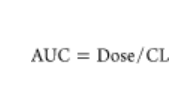 AUC = Dose/CL